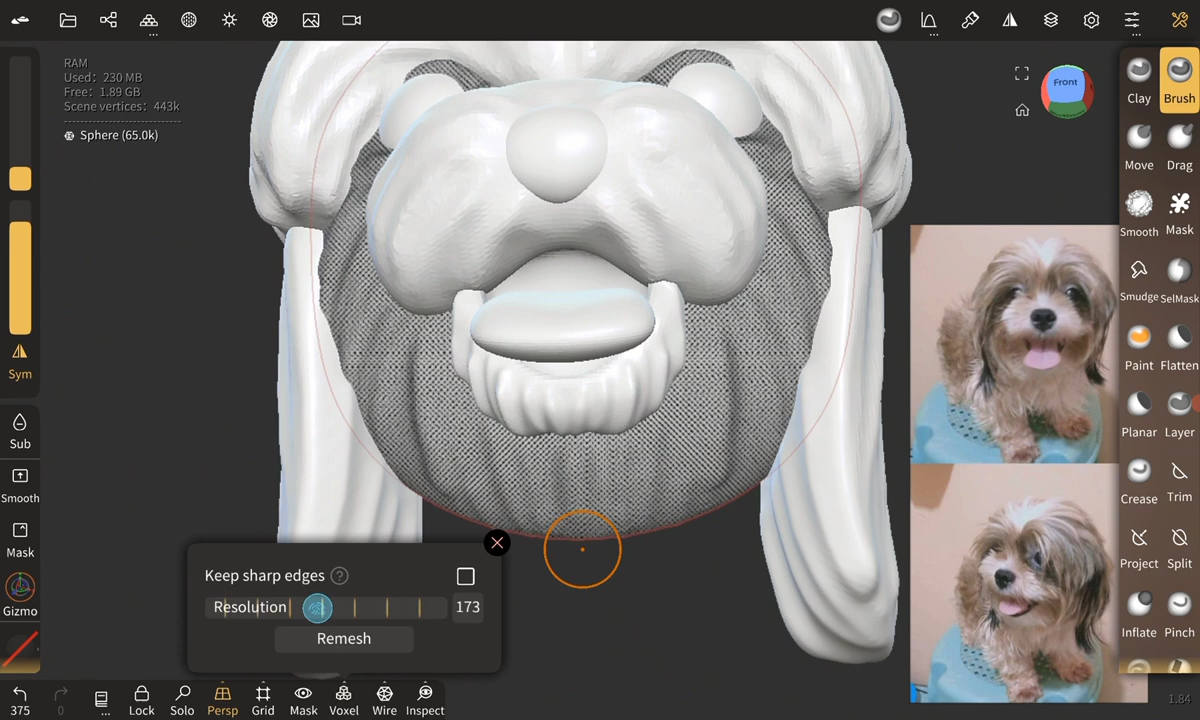 RAM
Used: 230 MB
Free: 1.89 GB
Scene vertices: 443k
Sphere (65.0k)
Front
Clay
Brush
Move
Drag
Smooth
Mask
Smudge
SelMask
Paint
Flatten
Planar
Layer
Crease
Trim
Project
Split
Inflate
Pinch
Sym
Sub
Smooth
Mask
Gizmo
Keep sharp edges ?
Resolution 173
Remesh
375
0
...
Lock
Solo
Persp
Grid
Mask
Voxel
Wire
Inspect
1.84